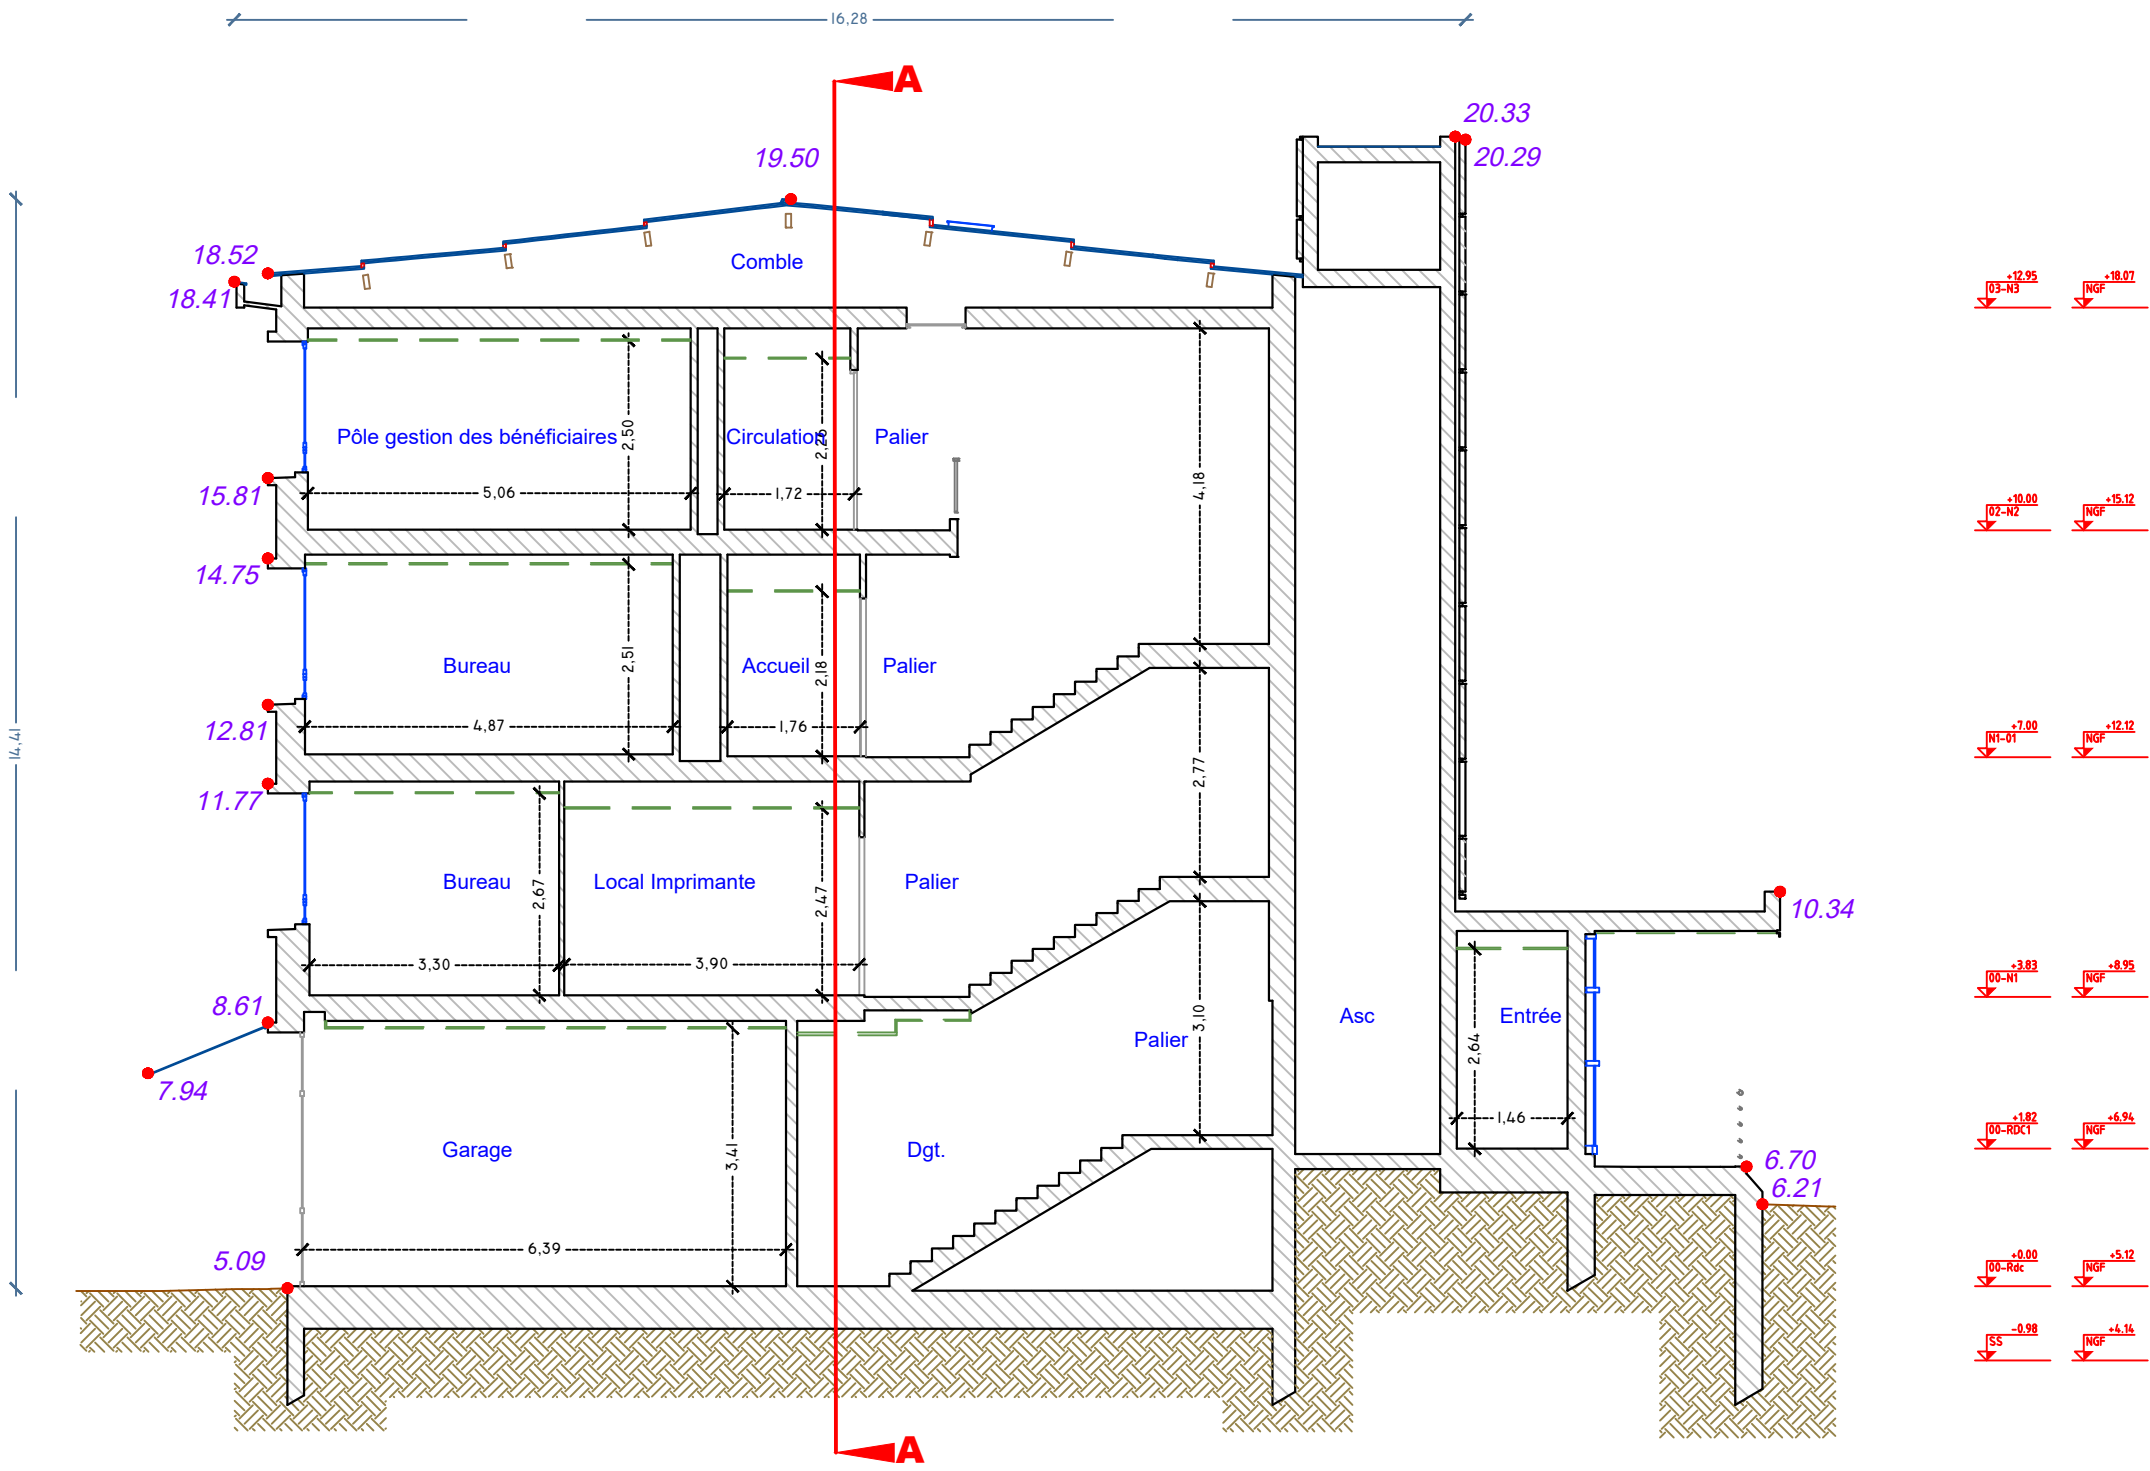 16,28
A
20.33
19.50
20.29
18.52
Comble
18.41
+12.95
03-N3
+18.07
NGF
Pôle gestion des bénéficiaires
2,50
Circulation
2,26
Palier
4,18
15.81
5,06
1,72
+10.00
02-N2
+15.12
NGF
14.75
Bureau
2,51
Accueil
2,18
Palier
12.81
4,87
1,76
14,41
+7.00
N1-01
+12.12
NGF
2,77
11.77
Bureau
2,67
Local Imprimante
2,47
Palier
10.34
3,30
3,90
+3.83
00-N1
+8.95
NGF
8.61
3,10
Palier
Asc
Entrée
2,64
7.94
1,46
+1.82
00-RDC1
+6.94
NGF
Garage
3,41
Dgt.
6.70
6.21
5.09
6,39
+0.00
00-Rdc
+5.12
NGF
-0.98
SS
+4.14
NGF
A